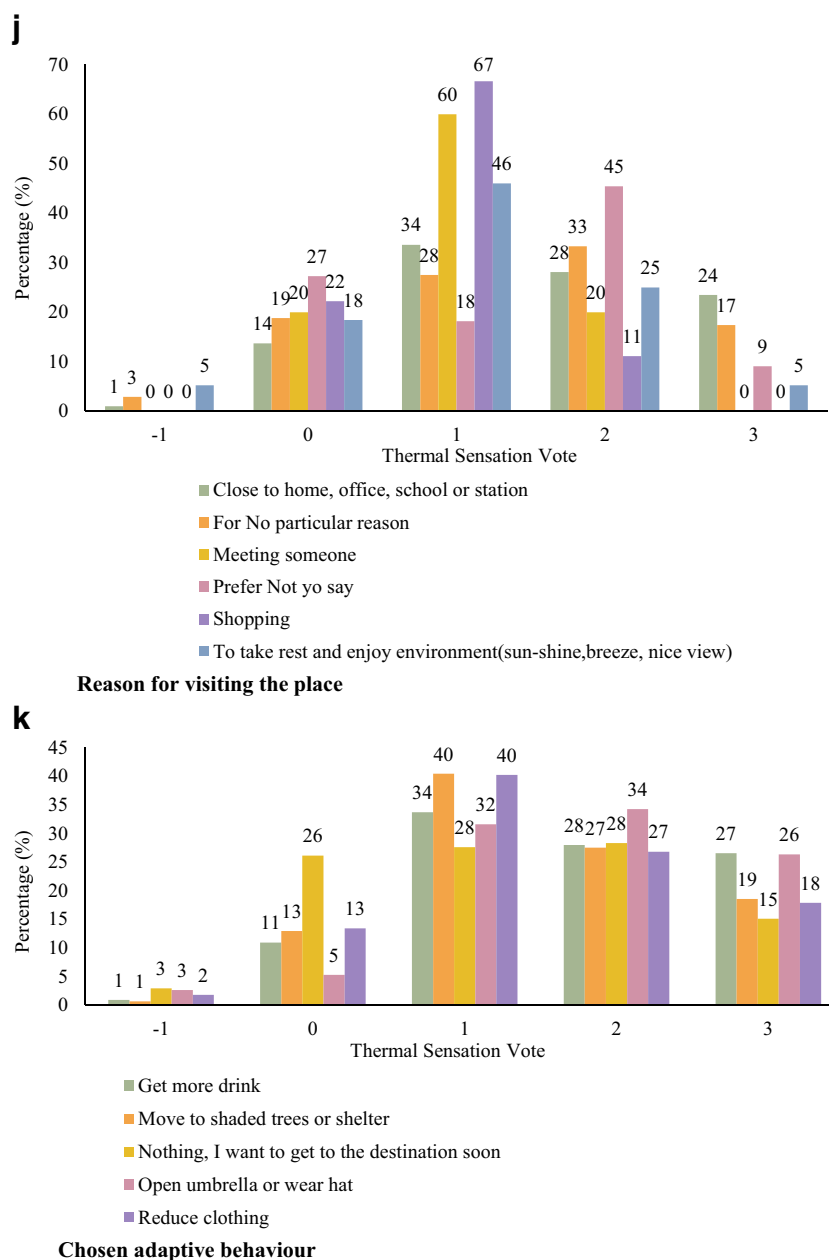 j
70
60
50
40
30
20
10
0
Percentage (%)
1 3 0 0 0 5
14 19 20 27 22 18
34 28 60 18 67 46
28 33 20 45 11 25
24 17 0 9 0 5
-1 0 1 2 3
Thermal Sensation Vote
Close to home, office, school or station
For No particular reason
Meeting someone
Prefer Not yo say
Shopping
To take rest and enjoy environment(sun-shine,breeze, nice view)
Reason for visiting the place
k
45
40
35
30
25
20
15
10
5
0
Percentage (%)
1 1 3 3 2
11 13 26 5 13
34 40 28 32 40
28 27 28 34 27
27 19 15 26 18
-1 0 1 2 3
Thermal Sensation Vote
Get more drink
Move to shaded trees or shelter
Nothing, I want to get to the destination soon
Open umbrella or wear hat
Reduce clothing
Chosen adaptive behaviour